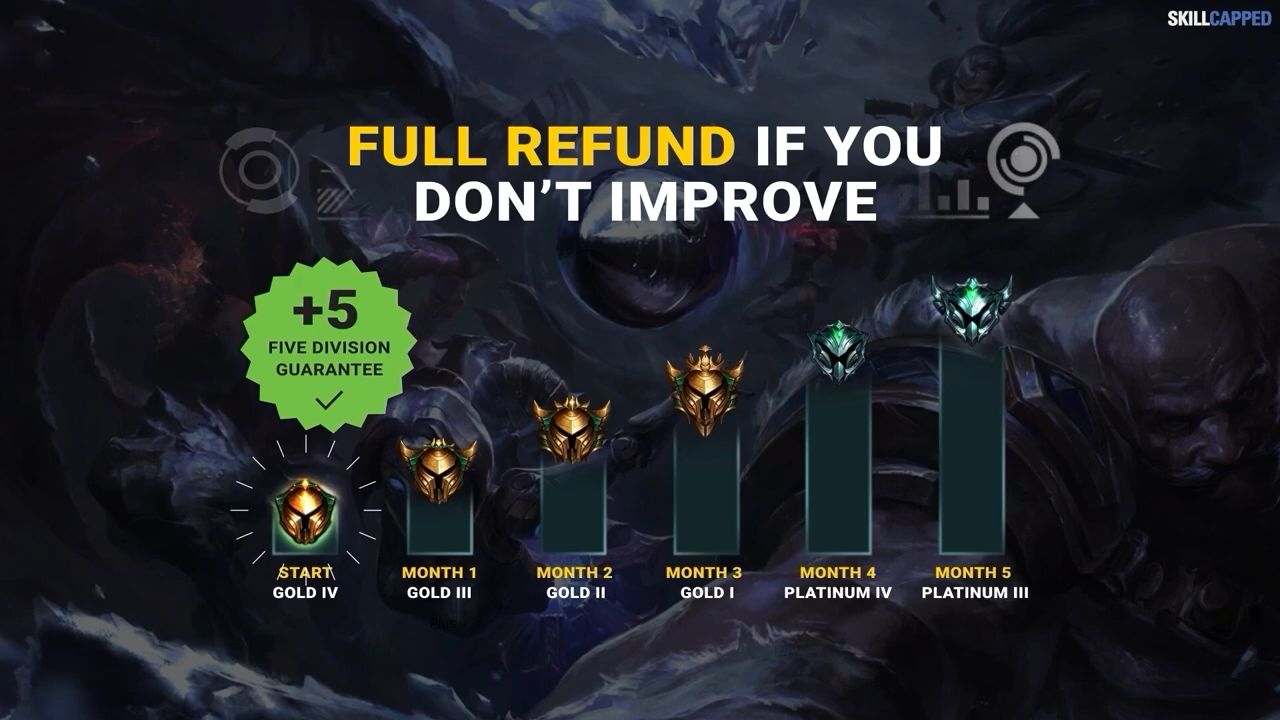 SKILLCAPPED
FULL REFUND IF YOU
DON'T IMPROVE
+5
FIVE DIVISION
GUARANTEE
START
GOLD IV
MONTH 1
GOLD III
MONTH 2
GOLD II
MONTH 3
GOLD I
MONTH 4
PLATINUM IV
MONTH 5
PLATINUM III